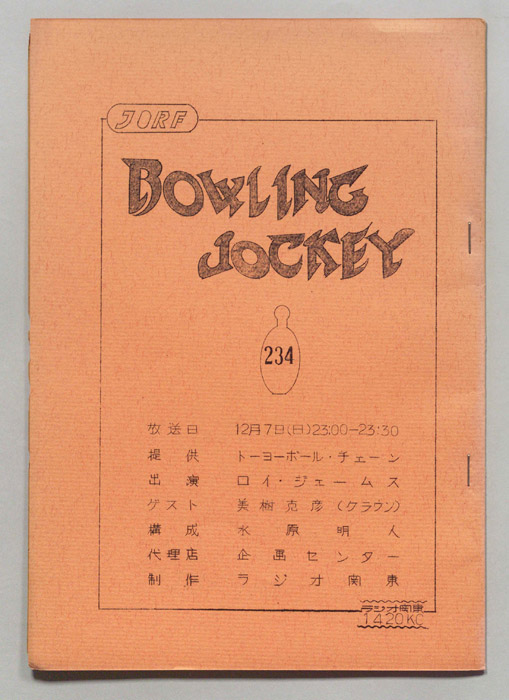 JORF
BOWLING
JOCKEY
234
放送日 12月7日(日)23:00-23:30
提供 トーヨーボール・チェーン
出演 ロイ・ジェームス
ゲスト 美樹克彦(クラウン)
構成 水原明人
代理店 企画センター
制作 ラジオ関東
ラジオ関東
1420KC